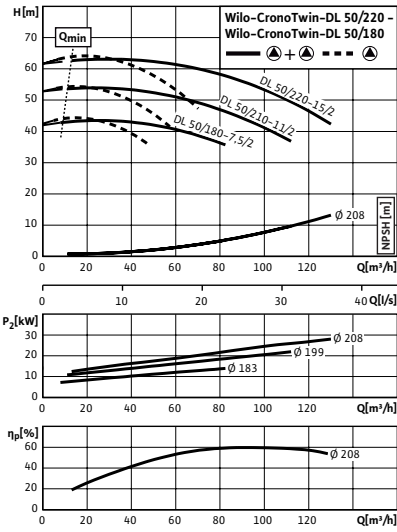 H[m]
Wilo-CronoTwin-DL 50/220 -
Wilo-CronoTwin-DL 50/180
+
Qmin
70
60
50
40
30
20
10
0
DL 50/220-15/2
DL 50/210-11/2
DL 50/180-7,5/2
NPSH [m]
Ø 208
0 20 40 60 80 100 120 Q[m³/h]
0 10 20 30 40 Q[l/s]
P₂[kW]
30
20
10
0
Ø 208
Ø 199
Ø 183
0 20 40 60 80 100 120 Q[m³/h]
ηp[%]
60
40
20
0
Ø 208
0 20 40 60 80 100 120 Q[m³/h]